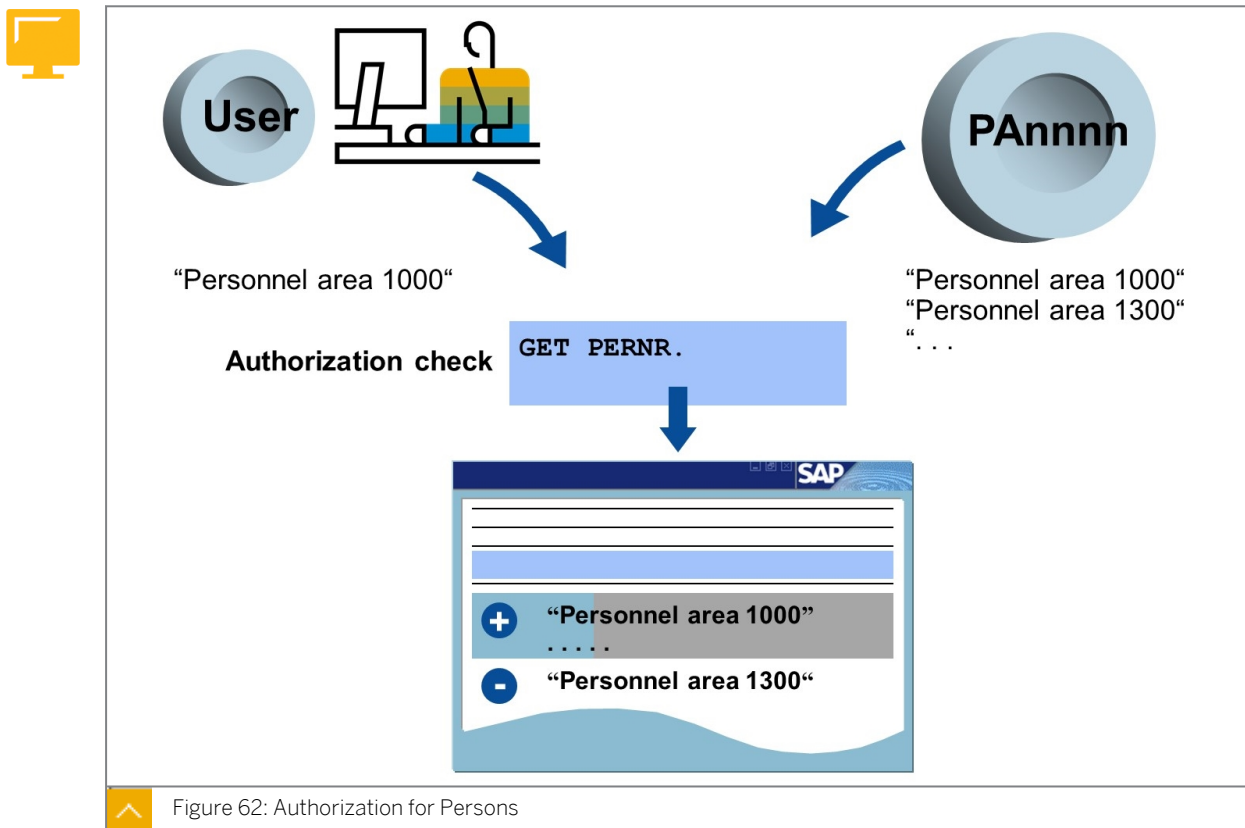 User
PAnnnn
“Personnel area 1000“
“Personnel area 1000“
“Personnel area 1300“
“. . .
Authorization check
GET PERNR.
SAP
+ “Personnel area 1000”
. . . . .
- “Personnel area 1300“
Figure 62: Authorization for Persons